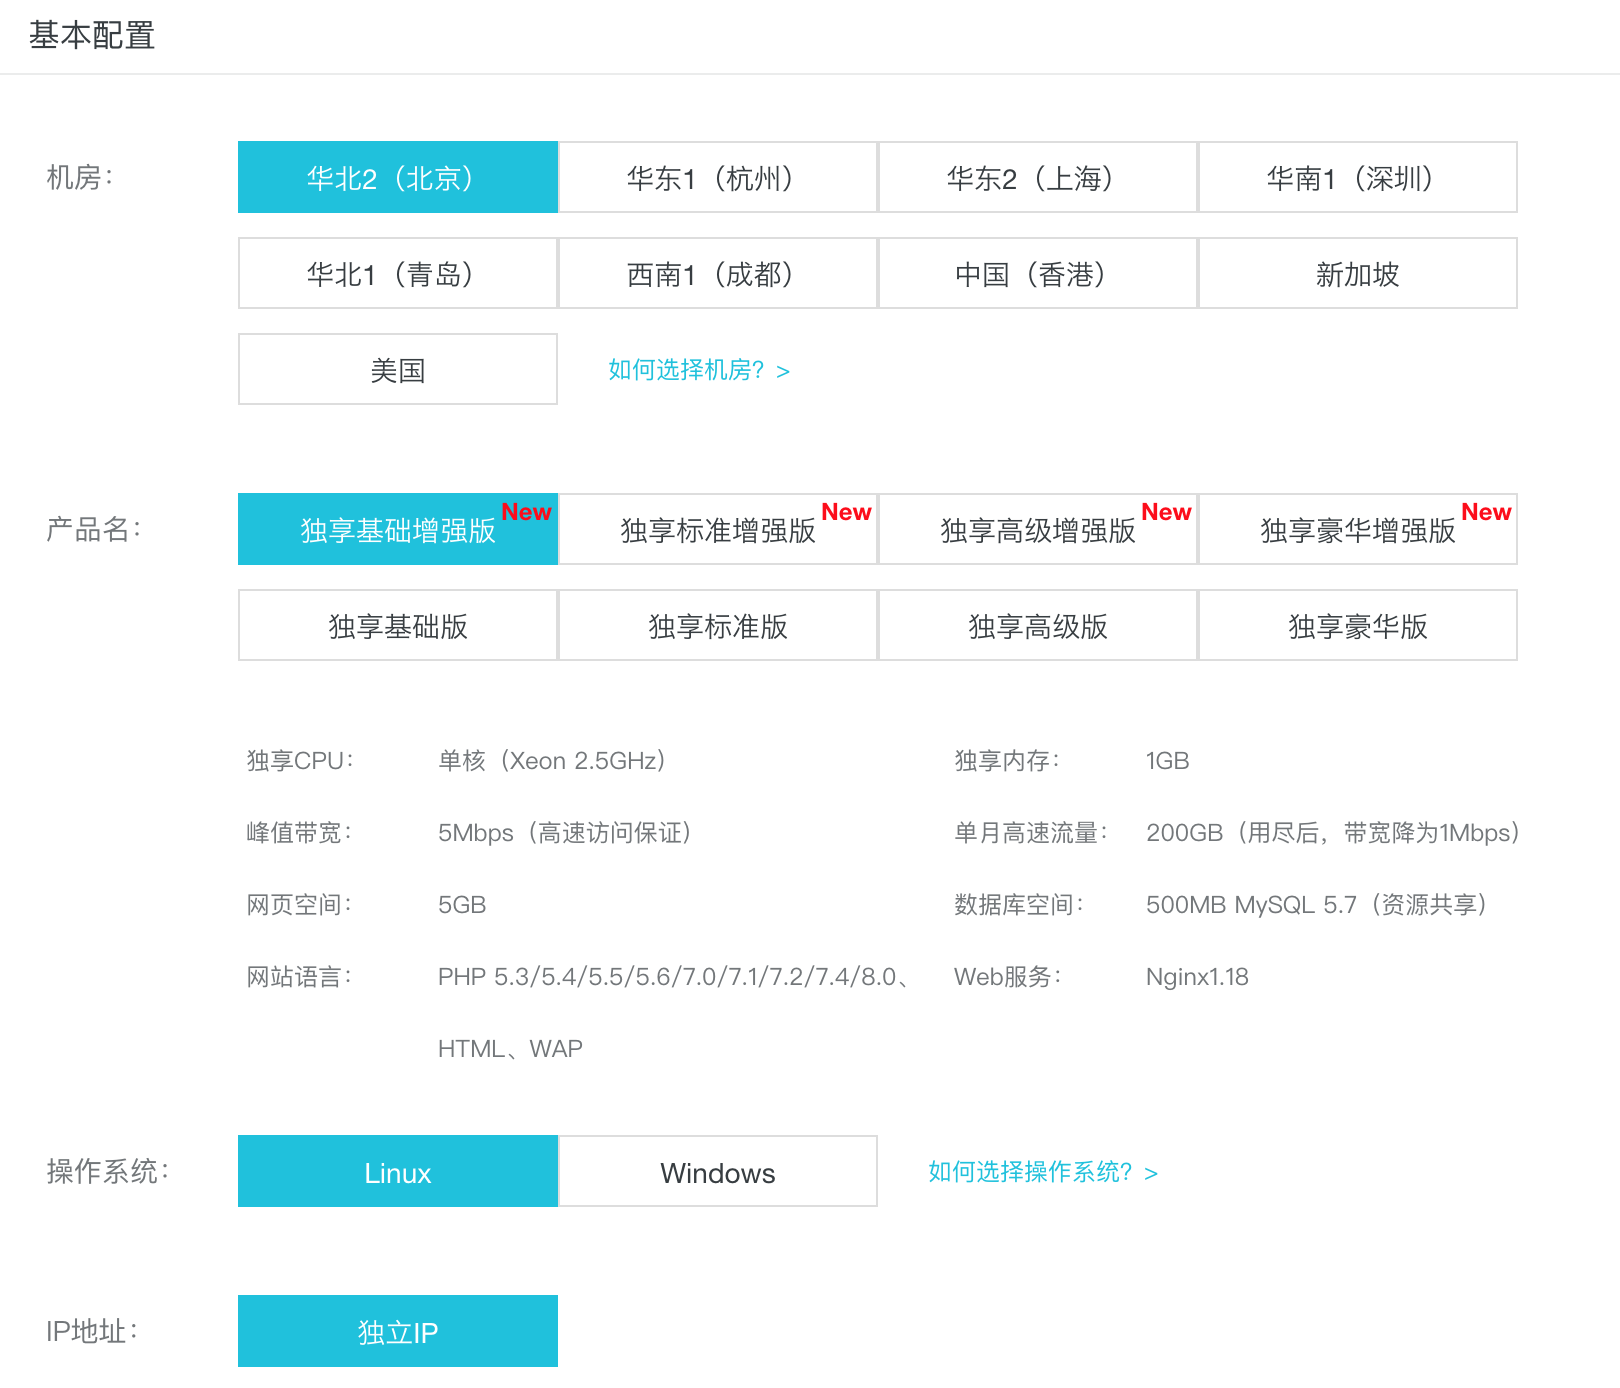 基本配置
机房：
华北2（北京） 华东1（杭州） 华东2（上海） 华南1（深圳）
华北1（青岛） 西南1（成都） 中国（香港） 新加坡
美国 如何选择机房？ >
产品名：
独享基础增强版 New 独享标准增强版 New 独享高级增强版 New 独享豪华增强版 New
独享基础版 独享标准版 独享高级版 独享豪华版
独享CPU： 单核（Xeon 2.5GHz） 独享内存： 1GB
峰值带宽： 5Mbps（高速访问保证） 单月高速流量： 200GB（用尽后，带宽降为1Mbps）
网页空间： 5GB 数据库空间： 500MB MySQL 5.7（资源共享）
网站语言： PHP 5.3/5.4/5.5/5.6/7.0/7.1/7.2/7.4/8.0、 Web服务： Nginx1.18
HTML、WAP
操作系统： Linux Windows 如何选择操作系统？ >
IP地址： 独立IP